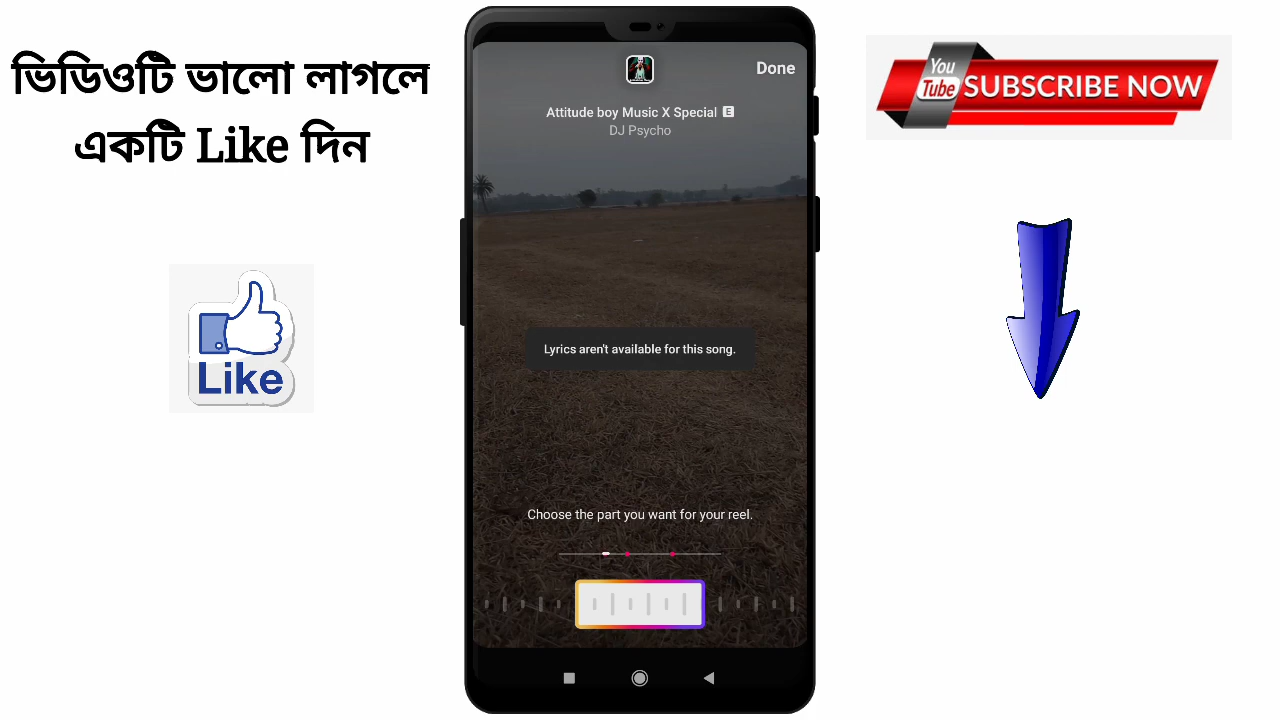 ভিডিওটি ভালো লাগলে
একটি Like দিন
Like
Done
Attitude boy Music X Special E
DJ Psycho
Lyrics aren't available for this song.
Choose the part you want for your reel.
You
Tube SUBSCRIBE NOW